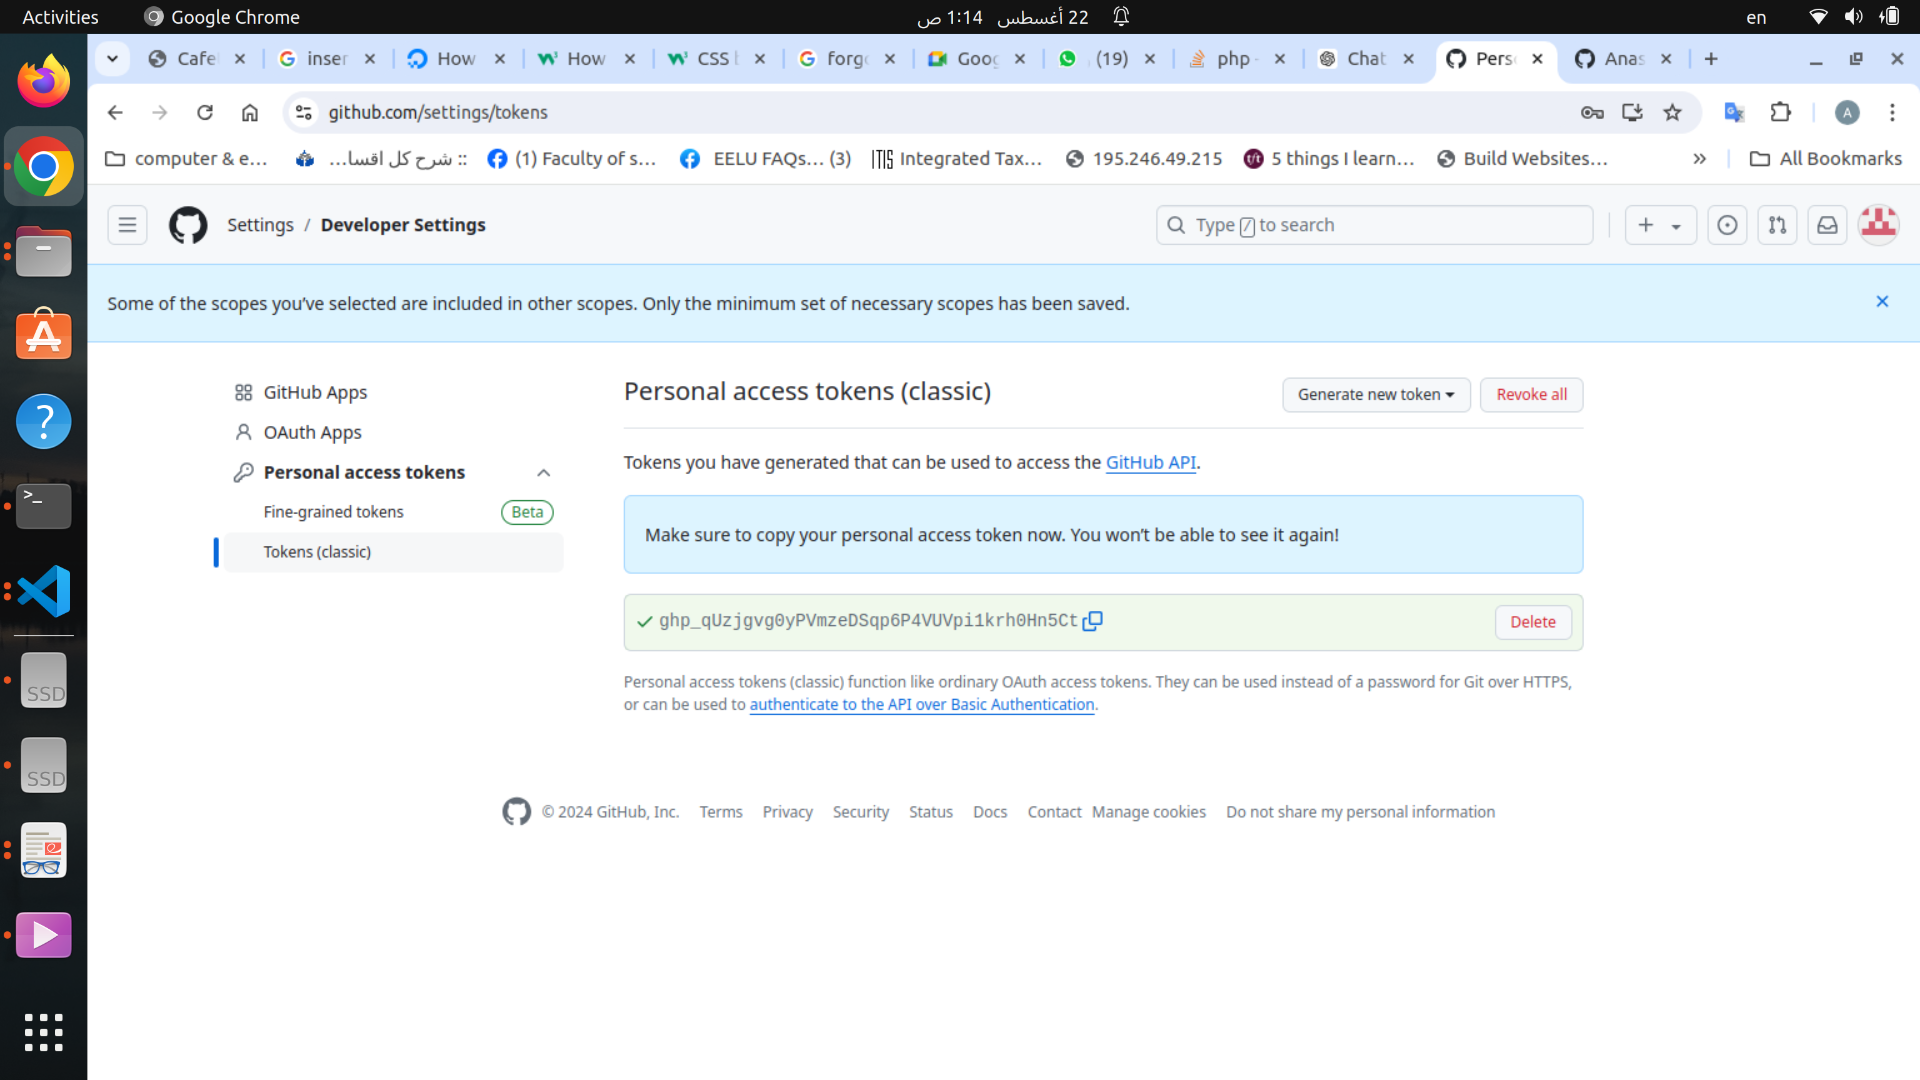 Activities
Google Chrome
22 أغسطس 1:14 ص
en
Cafe
inser
How
How
CSS b
forgo
Goog
(19)
php -
Chat
Pers
Anas
github.com/settings/tokens
A
computer & e...
:: شرح كل اقسا...
(1) Faculty of s...
EELU FAQs... (3)
Integrated Tax...
195.246.49.215
5 things I learn...
Build Websites...
»
All Bookmarks
Settings / Developer Settings
Type / to search
Some of the scopes you’ve selected are included in other scopes. Only the minimum set of necessary scopes has been saved.
GitHub Apps
OAuth Apps
Personal access tokens
Fine-grained tokens
Beta
Tokens (classic)
Personal access tokens (classic)
Generate new token
Revoke all
Tokens you have generated that can be used to access the GitHub API.
Make sure to copy your personal access token now. You won’t be able to see it again!
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
Delete
Personal access tokens (classic) function like ordinary OAuth access tokens. They can be used instead of a password for Git over HTTPS,
or can be used to authenticate to the API over Basic Authentication.
SSD
SSD
© 2024 GitHub, Inc.
Terms
Privacy
Security
Status
Docs
Contact
Manage cookies
Do not share my personal information